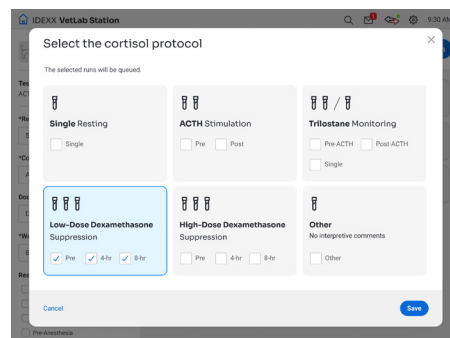 IDEXX VetLab Station
9:30 AM
Select the cortisol protocol
The selected runs will be queued.
Single Resting
Single
ACTH Stimulation
Pre Post
/
Trilostane Monitoring
Pre-ACTH Post-ACTH
Single
Low-Dose Dexamethasone
Suppression
Pre 4-hr 8-hr
High-Dose Dexamethasone
Suppression
Pre 4-hr 8-hr
Other
No interpretive comments
Other
Cancel
Save
Pre-Anesthesia